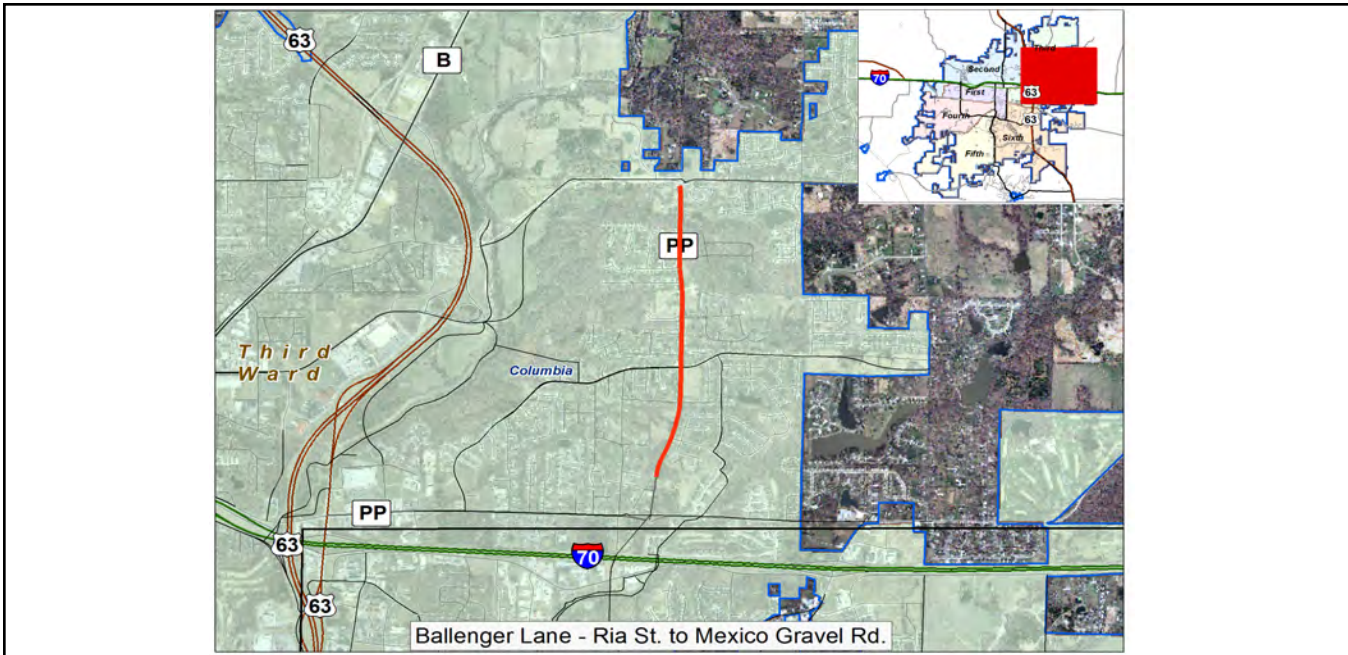 63
B
Third
Second
70
First
63
63
Fourth
Sixth
Fifth
PP
Third
Ward
Columbia
PP
63
70
63
Ballenger Lane - Ria St. to Mexico Gravel Rd.